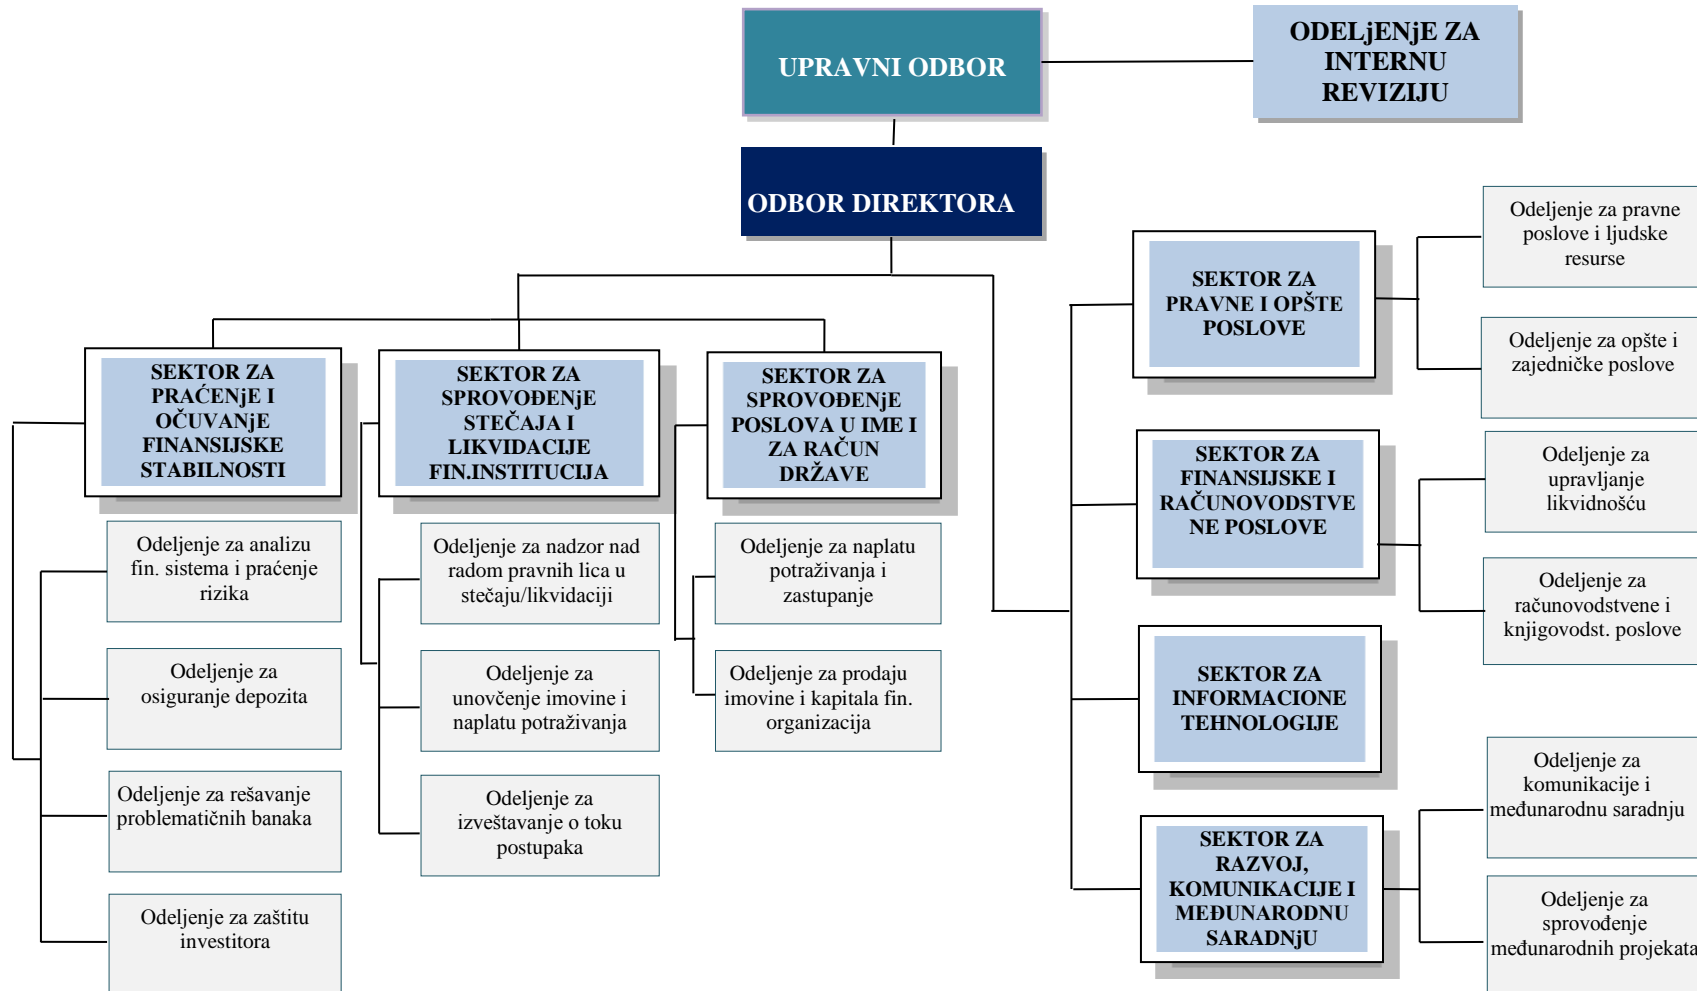 UPRAVNI ODBOR
ODELjENjE ZA
INTERNU
REVIZIJU
ODBOR DIREKTORA
SEKTOR ZA
PRAĆENjE I
OČUVANjE
FINANSIJSKE
STABILNOSTI
Odeljenje za analizu
fin. sistema i praćenje
rizika
Odeljenje za
osiguranje depozita
Odeljenje za rešavanje
problematičnih banaka
Odeljenje za zaštitu
investitora
SEKTOR ZA
SPROVOĐENjE
STEČAJA I
LIKVIDACIJE
FIN.INSTITUCIJA
Odeljenje za nadzor nad
radom pravnih lica u
stečaju/likvidaciji
Odeljenje za
unovčenje imovine i
naplatu potraživanja
Odeljenje za
izveštavanje o toku
postupaka
SEKTOR ZA
SPROVOĐENjE
POSLOVA U IME I
ZA RAČUN
DRŽAVE
Odeljenje za naplatu
potraživanja i
zastupanje
Odeljenje za prodaju
imovine i kapitala fin.
organizacija
SEKTOR ZA
PRAVNE I OPŠTE
POSLOVE
Odeljenje za pravne
poslove i ljudske
resurse
Odeljenje za opšte i
zajedničke poslove
SEKTOR ZA
FINANSIJSKE I
RAČUNOVODSTVE
NE POSLOVE
Odeljenje za
upravljanje
likvidnošću
Odeljenje za
računovodstvene i
knjigovodst. poslove
SEKTOR ZA
INFORMACIONE
TEHNOLOGIJE
SEKTOR ZA
RAZVOJ,
KOMUNIKACIJE I
MEĐUNARODNU
SARADNjU
Odeljenje za
komunikacije i
međunarodnu saradnju
Odeljenje za
sprovođenje
međunarodnih projekata